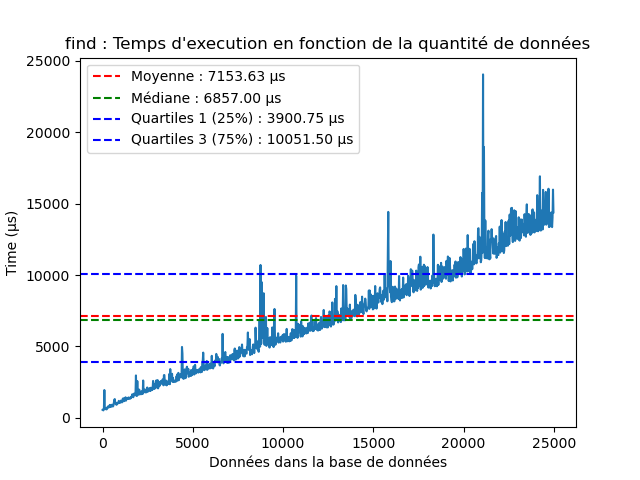 find : Temps d'execution en fonction de la quantité de données
25000
20000
15000
10000
5000
0
Time (µs)
Moyenne : 7153.63 µs
Médiane : 6857.00 µs
Quartiles 1 (25%) : 3900.75 µs
Quartiles 3 (75%) : 10051.50 µs
0 5000 10000 15000 20000 25000
Données dans la base de données